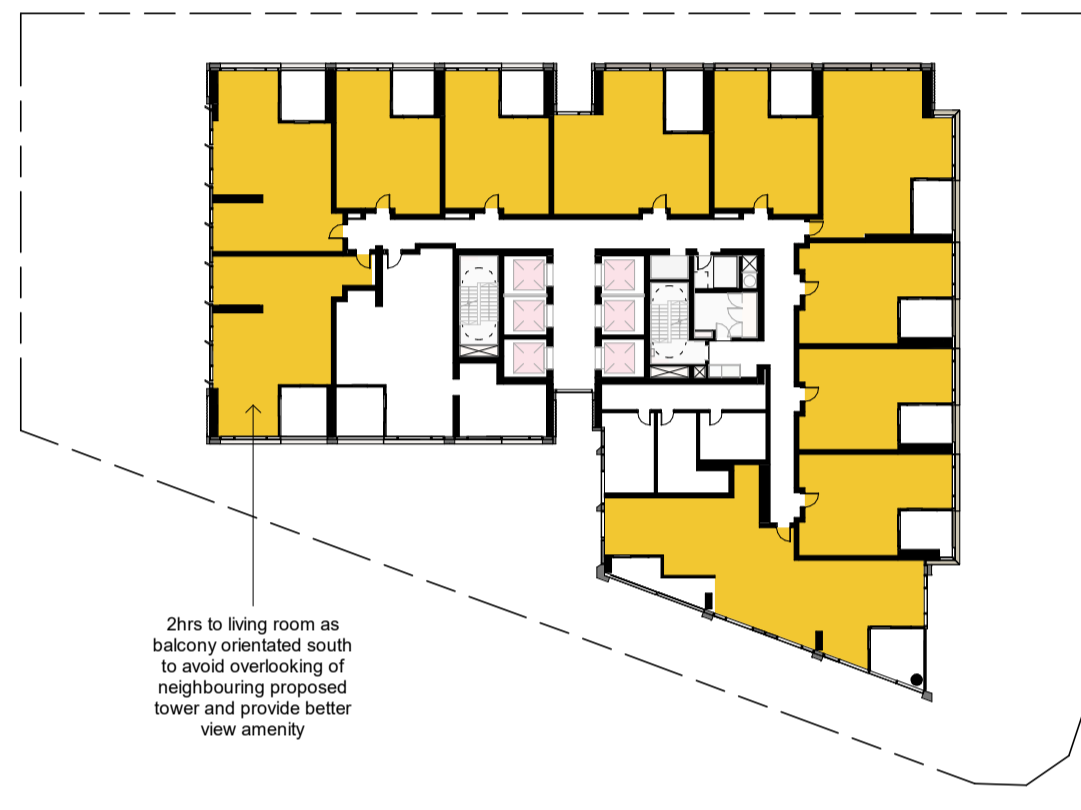 2hrs to living room as
balcony orientated south
to avoid overlooking of
neighbouring proposed
tower and provide better
view amenity